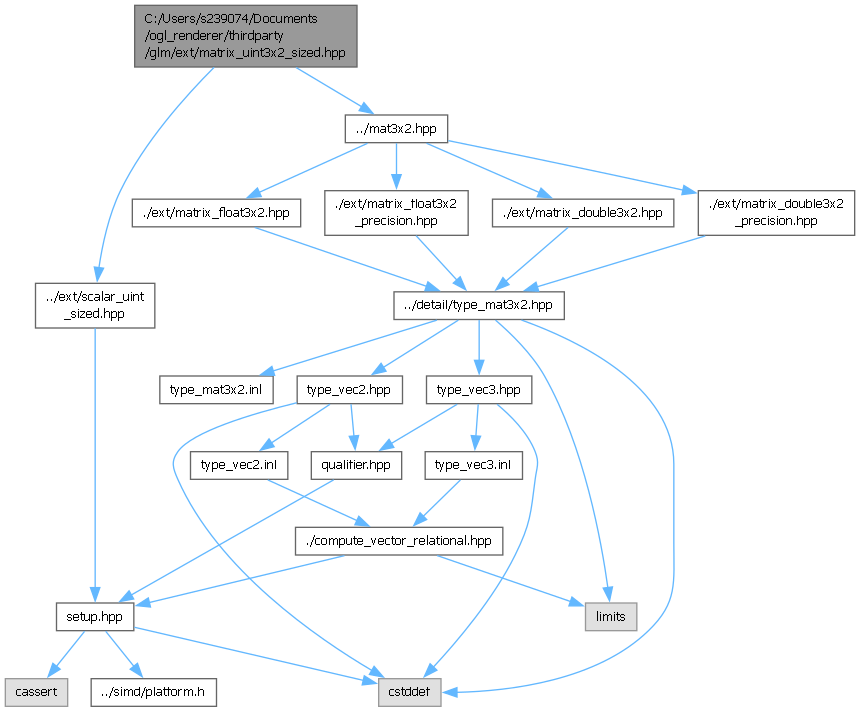 C:/Users/s239074/Documents
/ogl_renderer/thirdparty
/glm/ext/matrix_uint3x2_sized.hpp
../mat3x2.hpp
./ext/matrix_float3x2.hpp
./ext/matrix_float3x2
_precision.hpp
./ext/matrix_double3x2.hpp
./ext/matrix_double3x2
_precision.hpp
../ext/scalar_uint
_sized.hpp
../detail/type_mat3x2.hpp
type_mat3x2.inl
type_vec2.hpp
type_vec3.hpp
type_vec2.inl
qualifier.hpp
type_vec3.inl
./compute_vector_relational.hpp
setup.hpp
limits
cassert
../simd/platform.h
cstddef